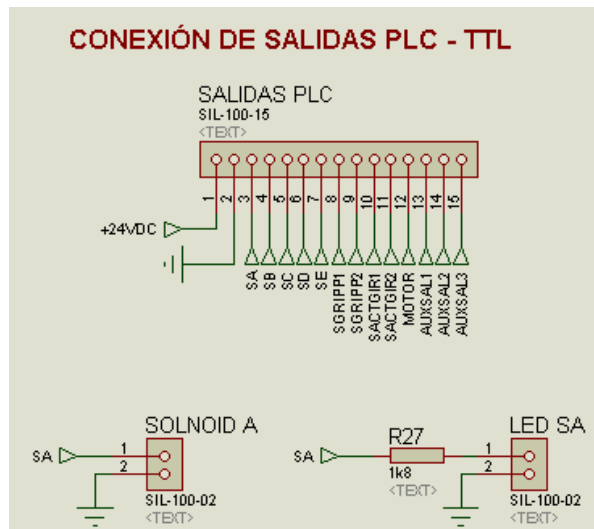 CONEXIÓN DE SALIDAS PLC - TTL
SALIDAS PLC
SIL-100-15
<TEXT>
1 2 3 4 5 6 7 8 9 10 11 12 13 14 15
+24VDC
SA
SB
SC
SD
SE
SGRIPP1
SGRIPP2
SACTGIR1
SACTGIR2
MOTOR
AUXSAL1
AUXSAL2
AUXSAL3
SOLNOID A
SA
1
2
SIL-100-02
<TEXT>
LED SA
R27
SA
1
2
1k8
<TEXT>
SIL-100-02
<TEXT>